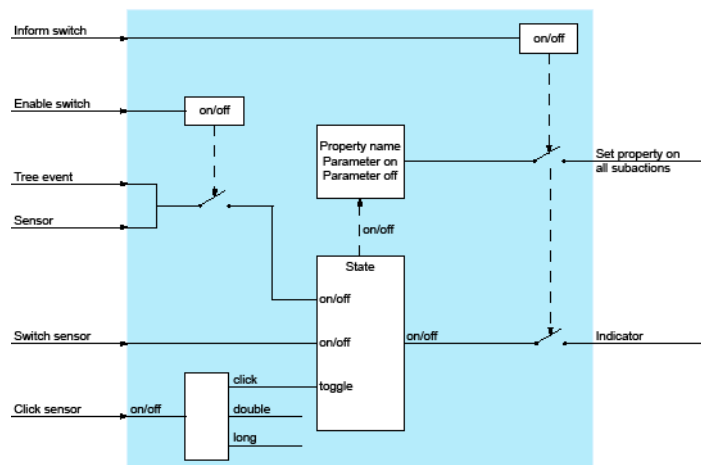 Inform switch
on/off
Enable switch
on/off
Property name
Parameter on
Parameter off
Set property on
all subactions
Tree event
Sensor
on/off
State
on/off
Switch sensor
on/off
on/off
Indicator
click
toggle
Click sensor
on/off
double
long